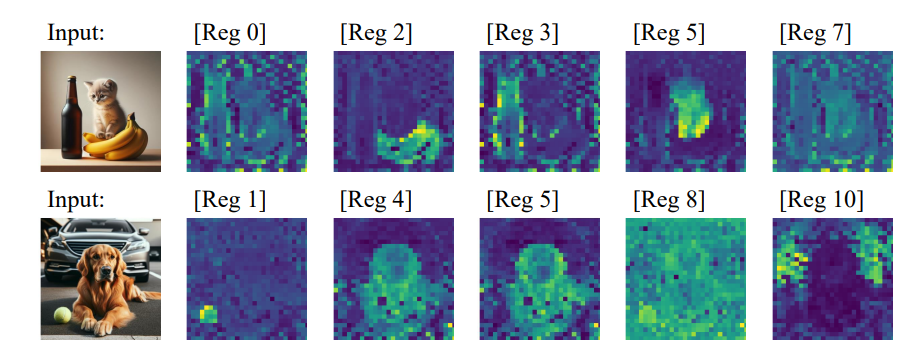 Input: [Reg 0] [Reg 2] [Reg 3] [Reg 5] [Reg 7]
Input: [Reg 1] [Reg 4] [Reg 5] [Reg 8] [Reg 10]